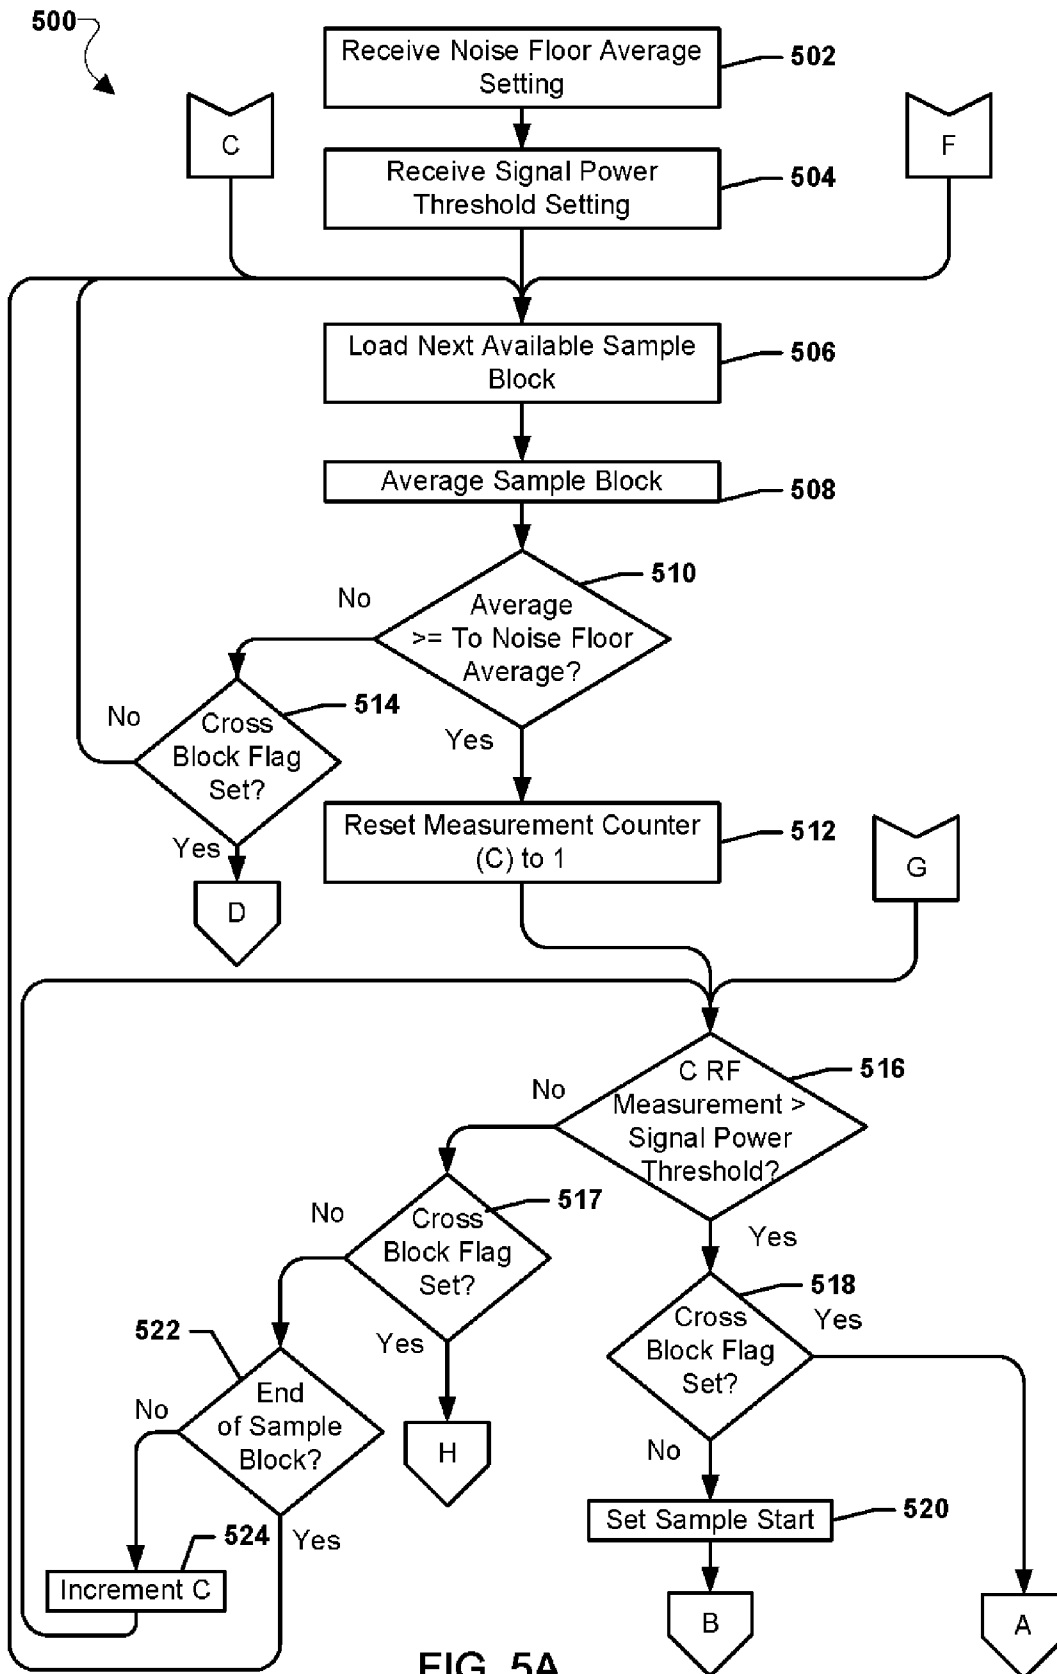 500
Receive Noise Floor Average
Setting
502
C
F
Receive Signal Power
Threshold Setting
504
Load Next Available Sample
Block
506
Average Sample Block
508
510
No
Average
>= To Noise Floor
Average?
No
514
Cross
Block Flag
Set?
Yes
Yes
Reset Measurement Counter
(C) to 1
512
G
D
516
No
C RF
Measurement >
Signal Power
Threshold?
517
No
Cross
Block Flag
Set?
Yes
518
Yes
Cross
Block Flag
Set?
522
Yes
End
of Sample
Block?
No
H
No
520
Set Sample Start
524
Yes
Increment C
B
A
FIG. 5A